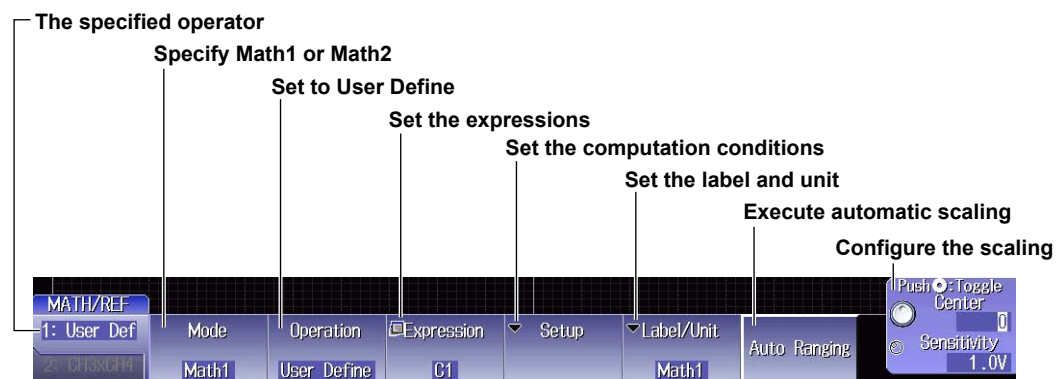 The specified operator
Specify Math1 or Math2
Set to User Define
Set the expressions
Set the computation conditions
Set the label and unit
Execute automatic scaling
Configure the scaling
MATH/REF
1: User Def
2: CH3xCH4
Mode
Math1
Operation
User Define
Expression
C1
Setup
Label/Unit
Math1
Auto Ranging
Push :Toggle
Center
0
Sensitivity
1.0V